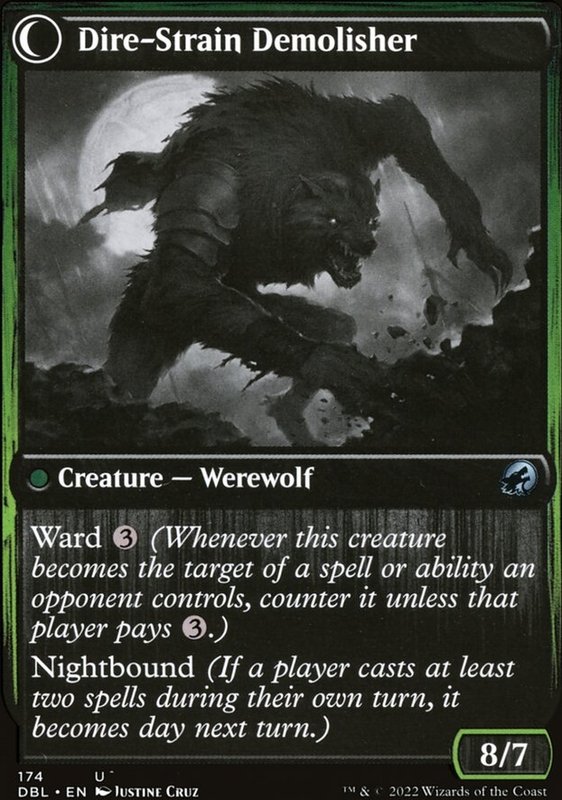 Dire-Strain Demolisher
Creature — Werewolf
Ward 3 (Whenever this creature
becomes the target of a spell or ability an
opponent controls, counter it unless that
player pays 3.)
Nightbound (If a player casts at least
two spells during their own turn, it
becomes day next turn.)
8/7
174 U
DBL • EN Justine Cruz
™ & © 2022 Wizards of the Coast